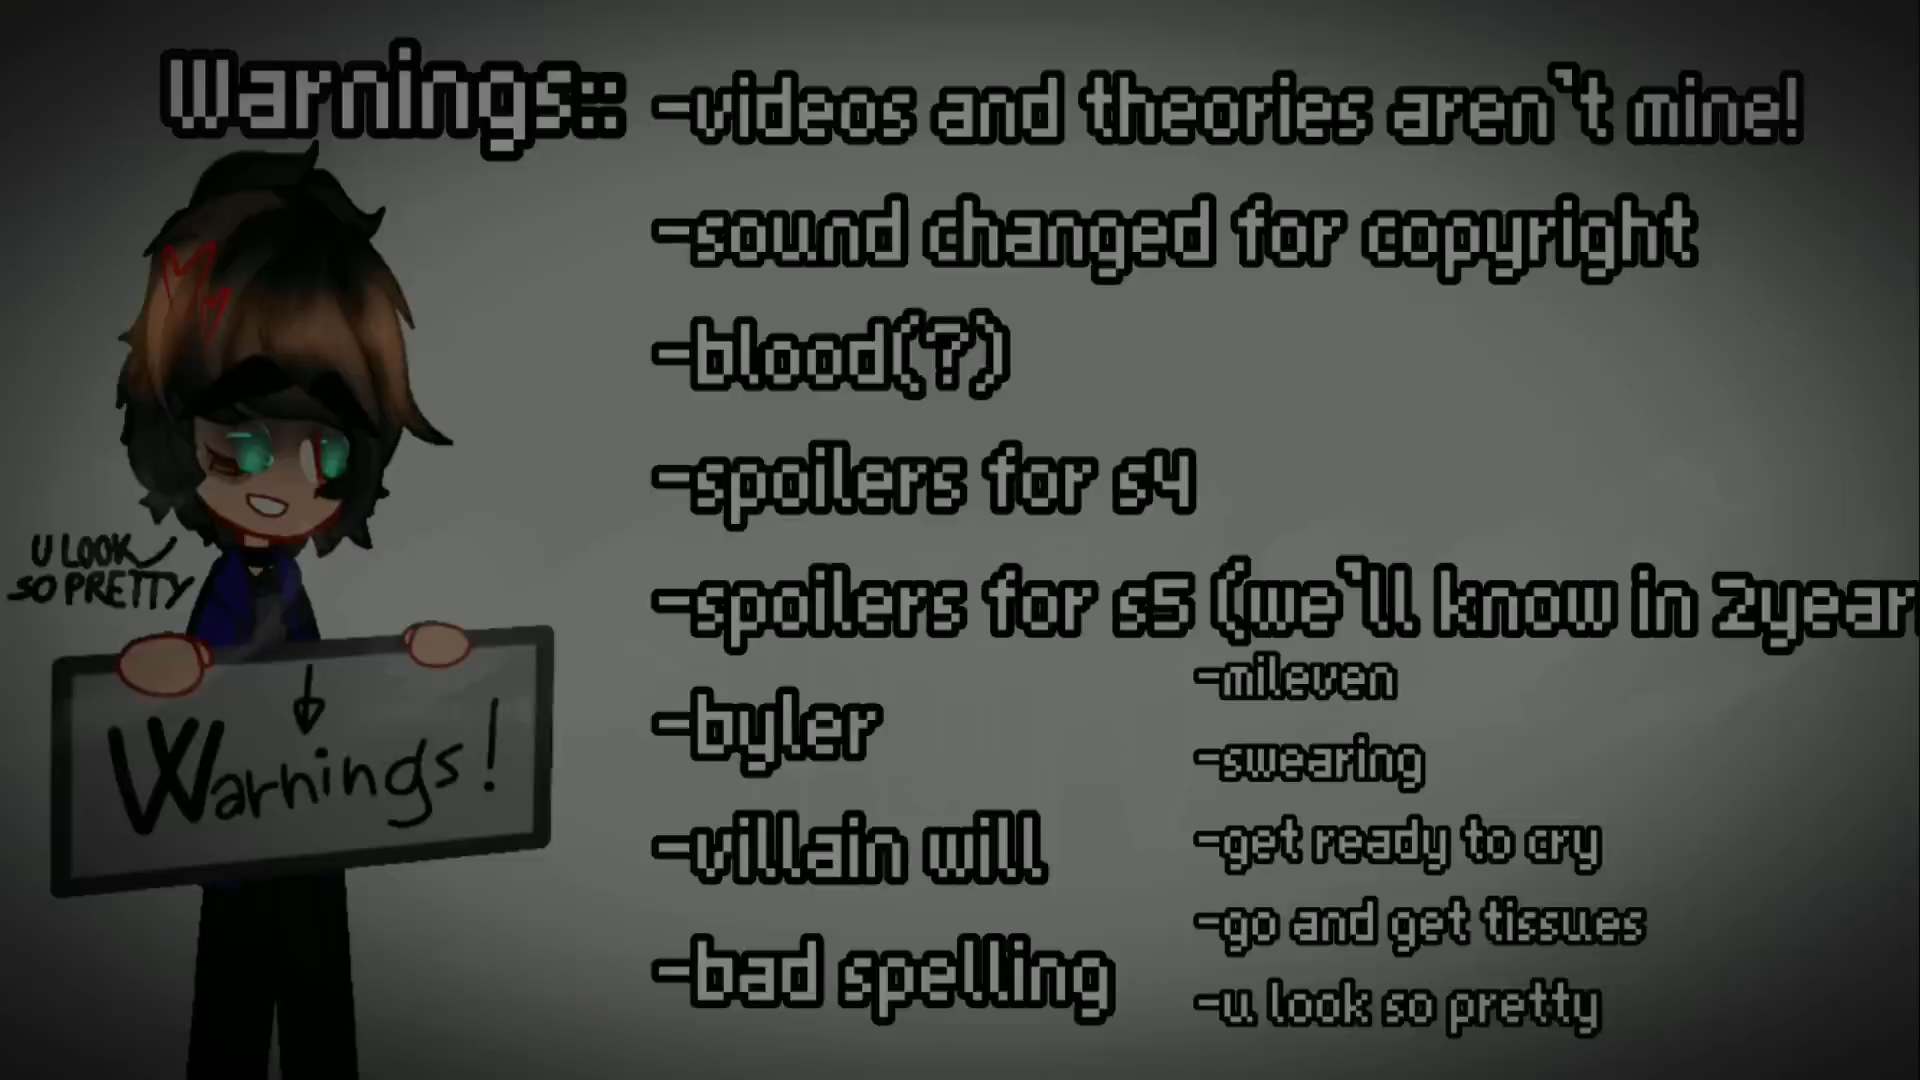 Warnings::
-videos and theories aren't mine!
-sound changed for copyright
-blood(?)
-spoilers for s4
-spoilers for s5 (we'll know in 2year
-byler
-villain will
-bad spelling
-mileven
-swearing
-get ready to cry
-go and get tissues
-u look so pretty
U LOOK
SO PRETTY
Warnings!